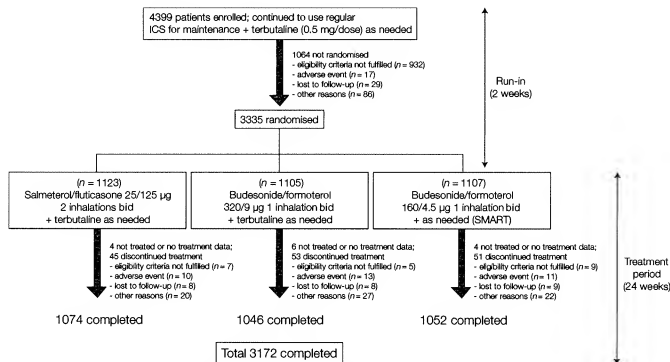 4399 patients enrolled; continued to use regular
ICS for maintenance + terbutaline (0.5 mg/dose) as needed
1064 not randomised
- eligibility criteria not fulfilled (n = 932)
- adverse event (n = 17)
- lost to follow-up (n = 29)
- other reasons (n = 86)
Run-in
(2 weeks)
3335 randomised
(n = 1123)
Salmeterol/fluticasone 25/125 µg
2 inhalations bid
+ terbutaline as needed
(n = 1105)
Budesonide/formoterol
320/9 µg 1 inhalation bid
+ terbutaline as needed
(n = 1107)
Budesonide/formoterol
160/4.5 µg 1 inhalation bid
+ as needed (SMART)
4 not treated or no treatment data;
45 discontinued treatment
- eligibility criteria not fulfilled (n = 7)
- adverse event (n = 10)
- lost to follow-up (n = 8)
- other reasons (n = 20)
6 not treated or no treatment data;
53 discontinued treatment
- eligibility criteria not fulfilled (n = 5)
- adverse event (n = 13)
- lost to follow-up (n = 8)
- other reasons (n = 27)
4 not treated or no treatment data;
51 discontinued treatment
- eligibility criteria not fulfilled (n = 9)
- adverse event (n = 11)
- lost to follow-up (n = 9)
- other reasons (n = 22)
Treatment
period
(24 weeks)
1074 completed
1046 completed
1052 completed
Total 3172 completed